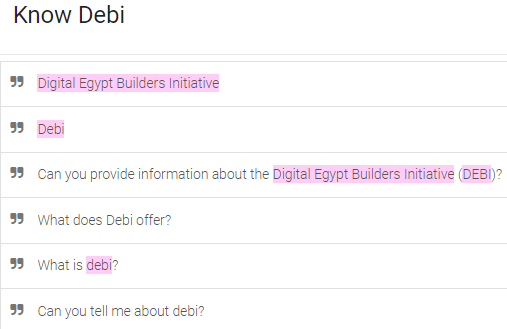 Know Debi
Digital Egypt Builders Initiative
Debi
Can you provide information about the Digital Egypt Builders Initiative (DEBI)?
What does Debi offer?
What is debi?
Can you tell me about debi?